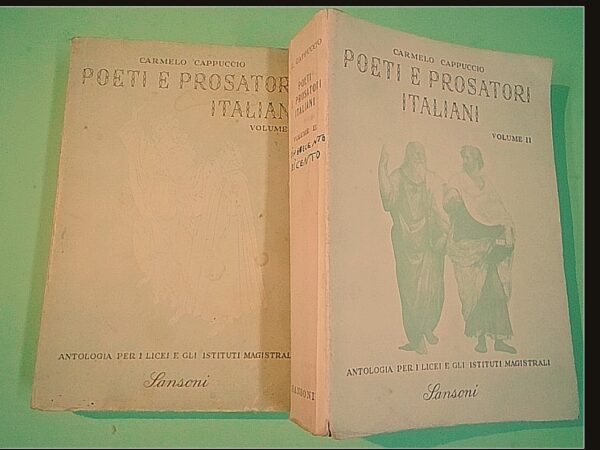 CARMELO CAPPUCCIO
POETI E PROSATORI
ITALIANI
VOLUME
ANTOLOGIA PER I LICEI E GLI ISTITUTI MAGISTRALI
Sansoni
CAPPUCCIO
POETI
PROSATORI
ITALIANI
VOLUME II
SANSONI
CARMELO CAPPUCCIO
POETI E PROSATORI
ITALIANI
VOLUME II
ANTOLOGIA PER I LICEI E GLI ISTITUTI MAGISTRALI
Sansoni